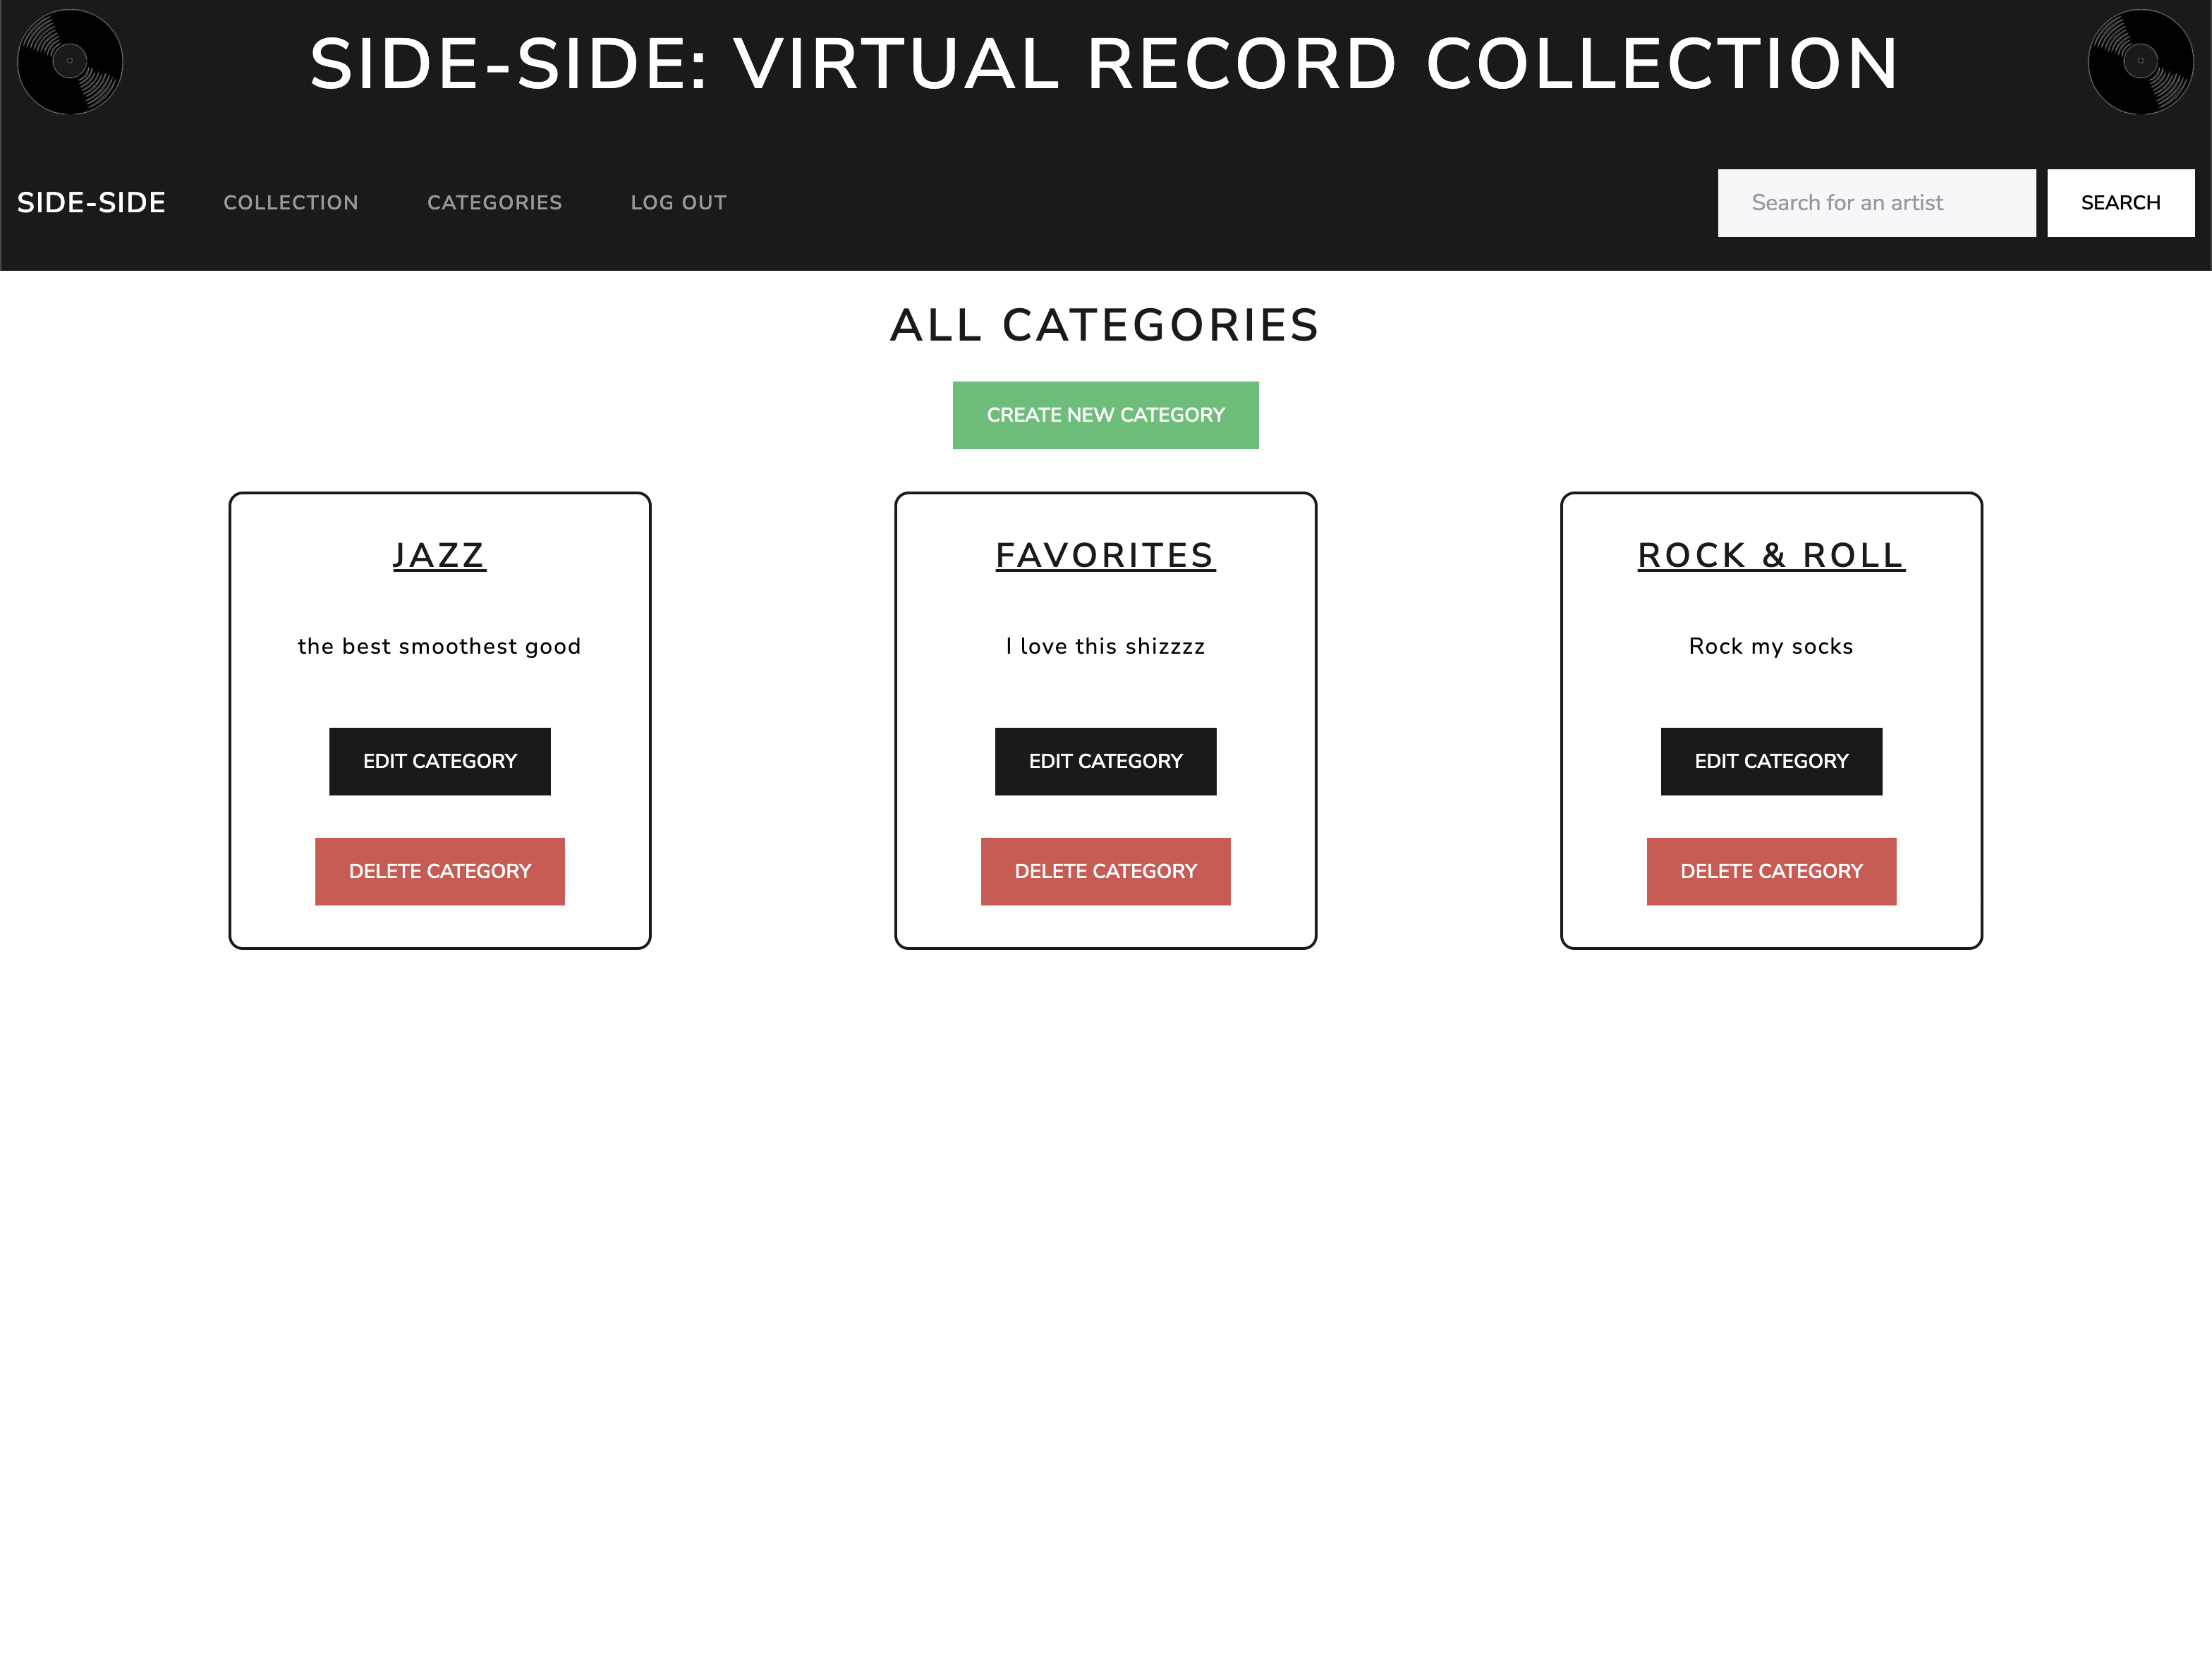 SIDE-SIDE: VIRTUAL RECORD COLLECTION
SIDE-SIDE COLLECTION CATEGORIES LOG OUT Search for an artist SEARCH
ALL CATEGORIES
CREATE NEW CATEGORY
JAZZ
the best smoothest good
EDIT CATEGORY
DELETE CATEGORY
FAVORITES
I love this shizzzz
EDIT CATEGORY
DELETE CATEGORY
ROCK & ROLL
Rock my socks
EDIT CATEGORY
DELETE CATEGORY